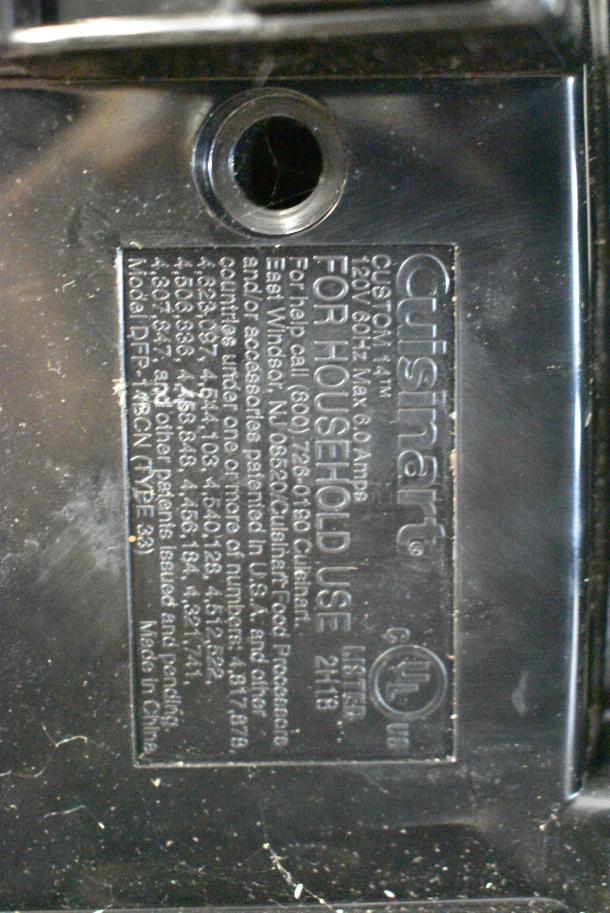 Cuisinart®
CUSTOM 14™
120V 60Hz Max 6.0 Amps
FOR HOUSEHOLD USE
C UL US
LISTED
2H18
For help call (800) 726-0190 Cuisinart.
East Windsor, NJ 08520/Cuisinart Food Processors
and/or accessories patented in U.S.A. and other
countries under one or more of numbers: 4,817,878,
4,823,097, 4,544,103, 4,540,128, 4,512,522,
4,506,836, 4,458,848, 4,456,184, 4,321,741,
4,307,847, and other patents issued and pending.
Model DFP-14BCN (TYPE 33) Made in China